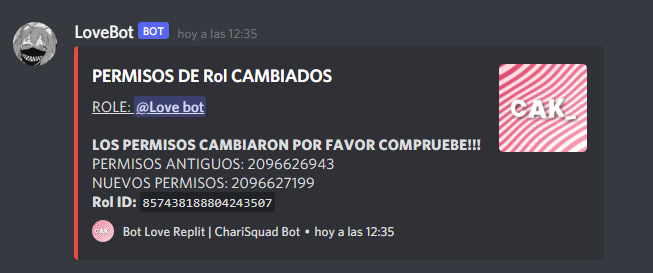 LoveBot BOT hoy a las 12:35
PERMISOS DE Rol CAMBIADOS
ROLE: @Love bot
CAK_
LOS PERMISOS CAMBIARON POR FAVOR COMPRUEBE!!!
PERMISOS ANTIGUOS: 2096626943
NUEVOS PERMISOS: 2096627199
Rol ID: 857438188804243507
CAK_ Bot Love Replit | ChariSquad Bot • hoy a las 12:35